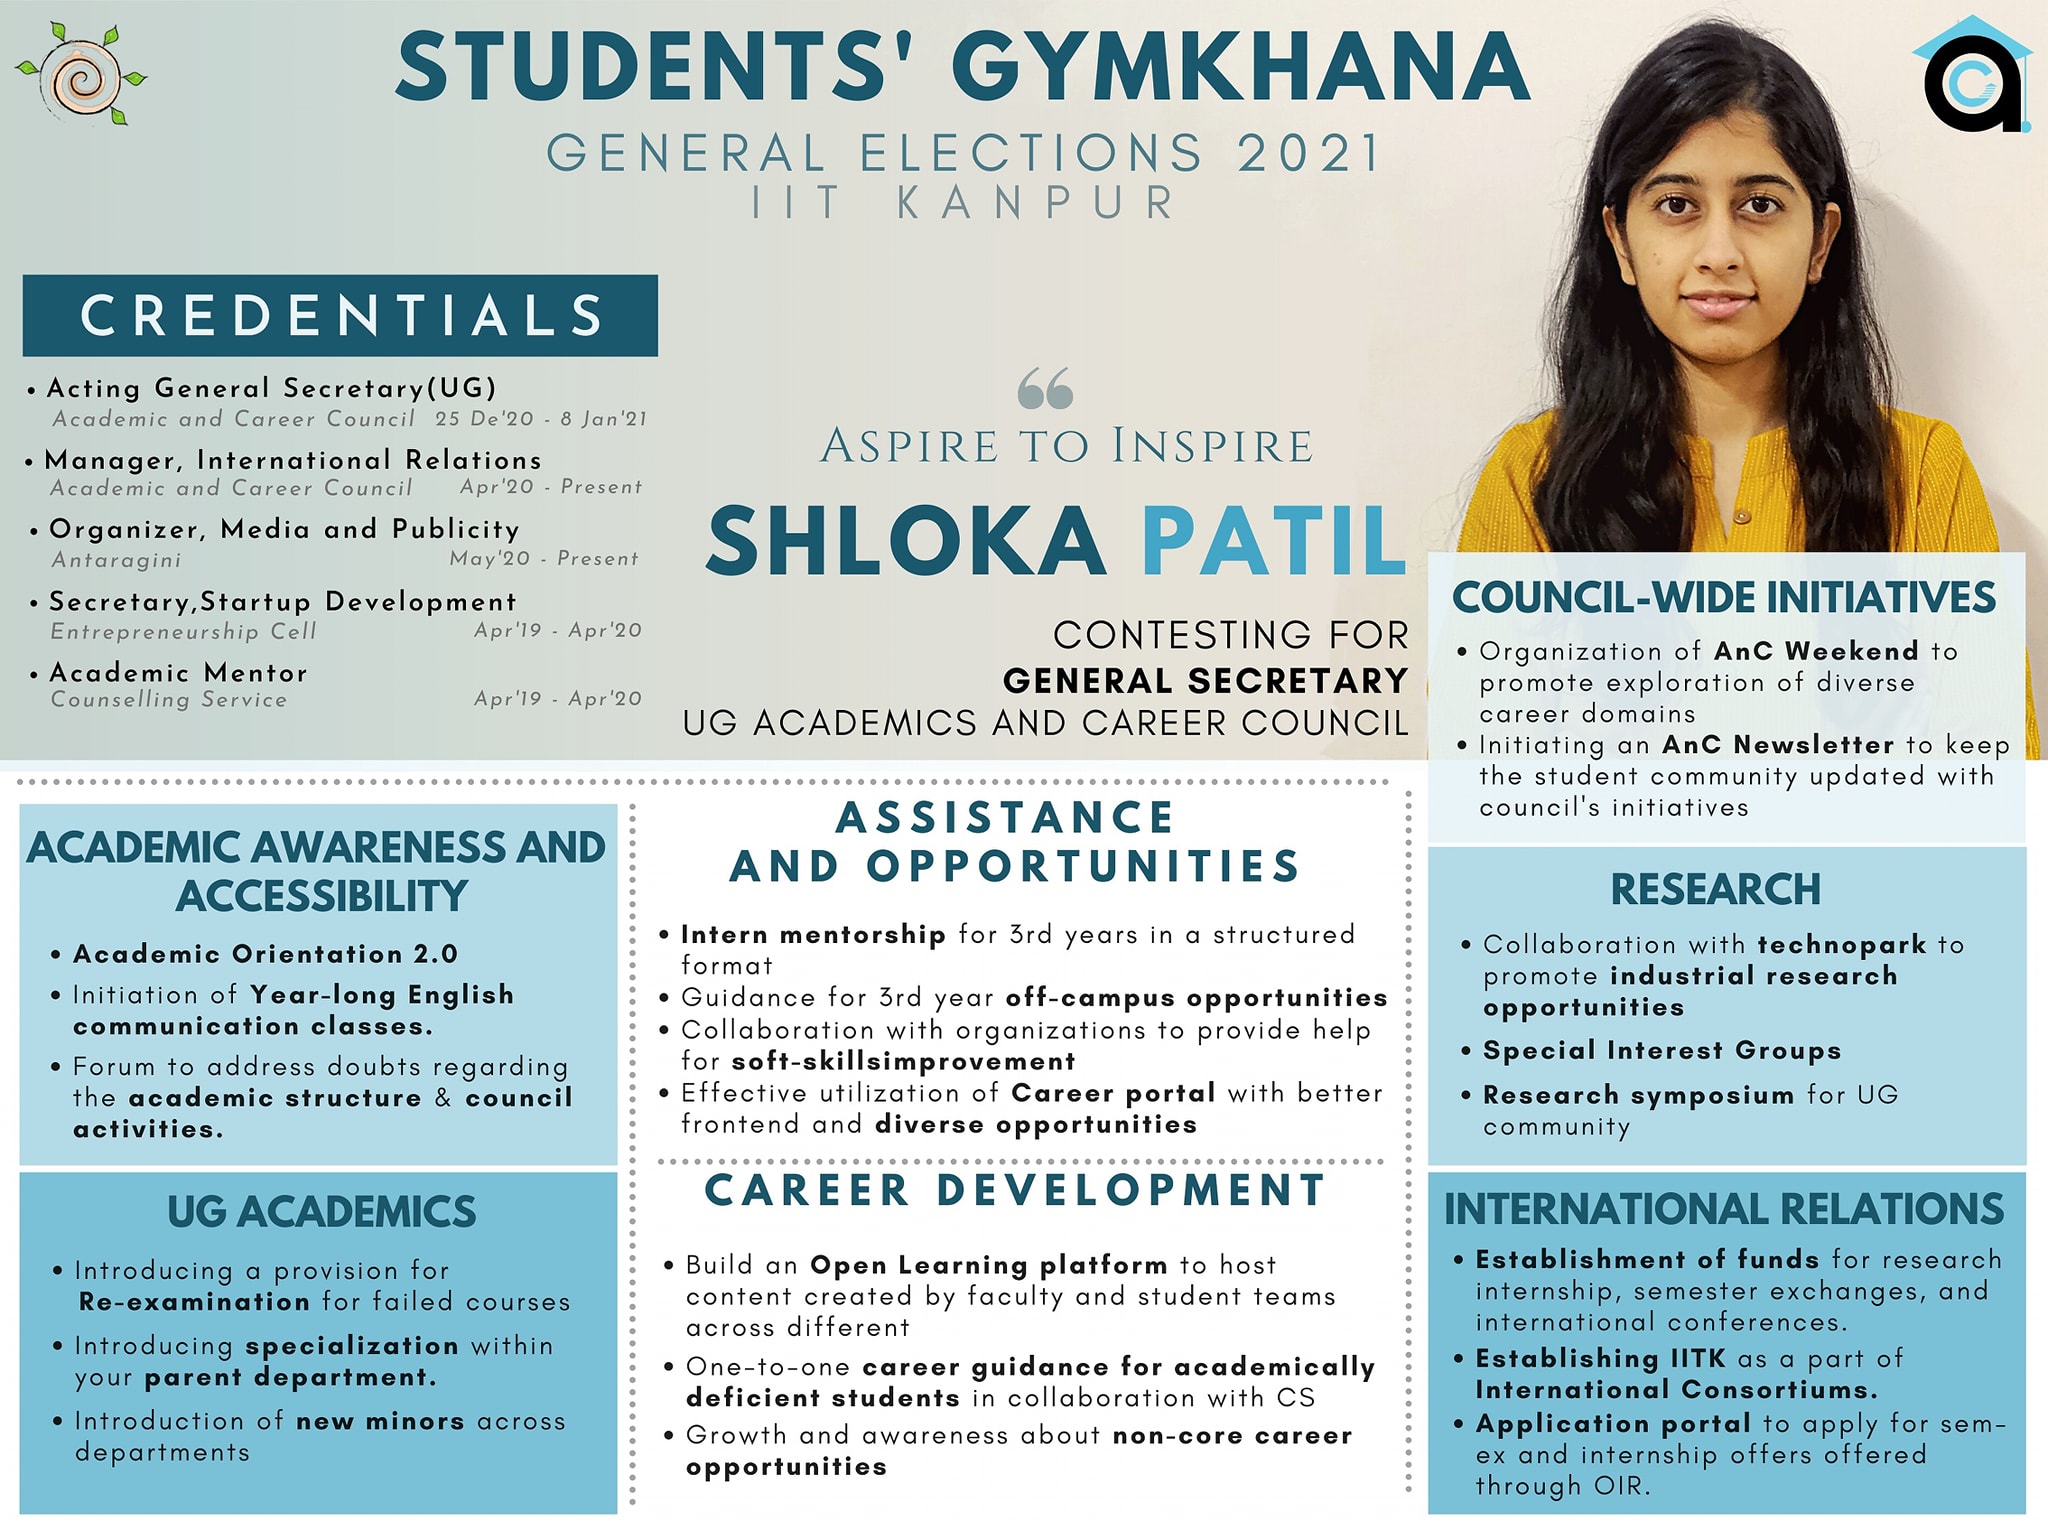 STUDENTS' GYMKHANA
GENERAL ELECTIONS 2021
IIT KANPUR
CREDENTIALS
• Acting General Secretary(UG)
Academic and Career Council 25 De'20 - 8 Jan'21
• Manager, International Relations
Academic and Career Council Apr'20 - Present
• Organizer, Media and Publicity
Antaragini May'20 - Present
• Secretary,Startup Development
Entrepreneurship Cell Apr'19 - Apr'20
• Academic Mentor
Counselling Service Apr'19 - Apr'20
“
ASPIRE TO INSPIRE
SHLOKA PATIL
CONTESTING FOR
GENERAL SECRETARY
UG ACADEMICS AND CAREER COUNCIL
COUNCIL-WIDE INITIATIVES
• Organization of AnC Weekend to
promote exploration of diverse
career domains
• Initiating an AnC Newsletter to keep
the student community updated with
council's initiatives
ACADEMIC AWARENESS AND
ACCESSIBILITY
• Academic Orientation 2.0
• Initiation of Year-long English
communication classes.
• Forum to address doubts regarding
the academic structure & council
activities.
ASSISTANCE
AND OPPORTUNITIES
• Intern mentorship for 3rd years in a structured
format
• Guidance for 3rd year off-campus opportunities
• Collaboration with organizations to provide help
for soft-skillsimprovement
• Effective utilization of Career portal with better
frontend and diverse opportunities
RESEARCH
• Collaboration with technopark to
promote industrial research
opportunities
• Special Interest Groups
• Research symposium for UG
community
UG ACADEMICS
• Introducing a provision for
Re-examination for failed courses
• Introducing specialization within
your parent department.
• Introduction of new minors across
departments
CAREER DEVELOPMENT
• Build an Open Learning platform to host
content created by faculty and student teams
across different
• One-to-one career guidance for academically
deficient students in collaboration with CS
• Growth and awareness about non-core career
opportunities
INTERNATIONAL RELATIONS
• Establishment of funds for research
internship, semester exchanges, and
international conferences.
• Establishing IITK as a part of
International Consortiums.
• Application portal to apply for sem-
ex and internship offers offered
through OIR.